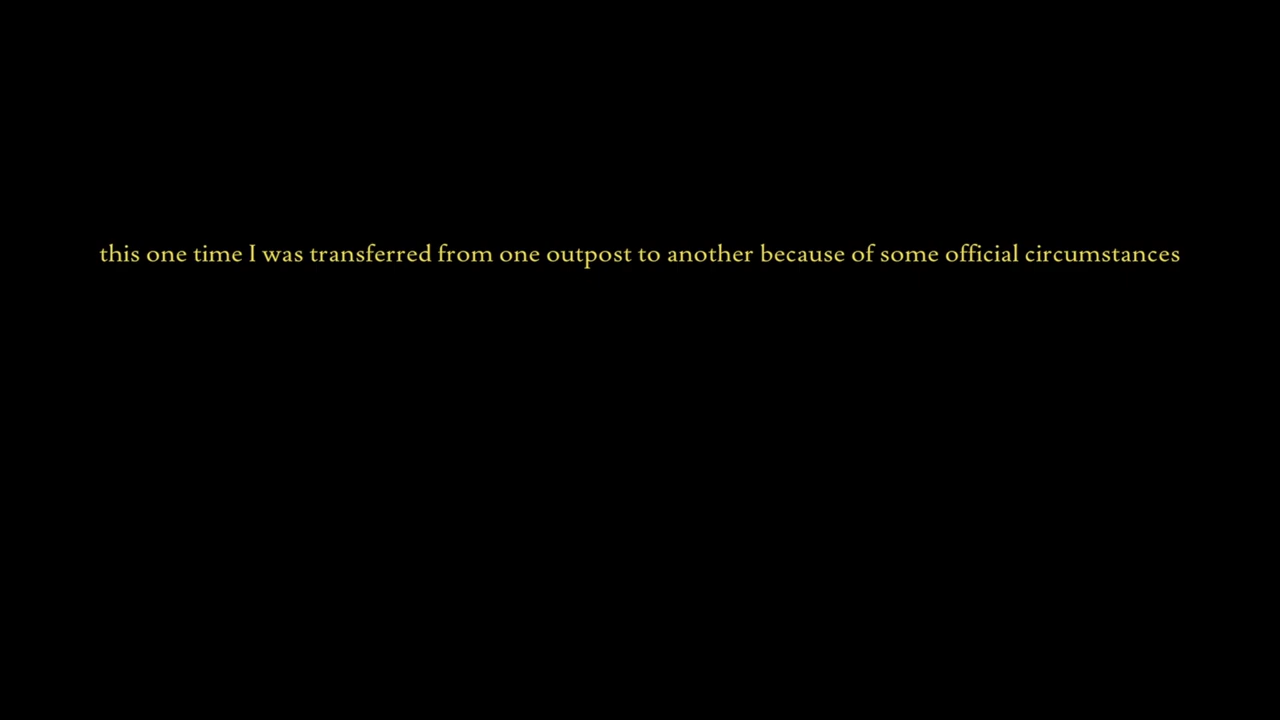 this one time I was transferred from one outpost to another because of some official circumstances